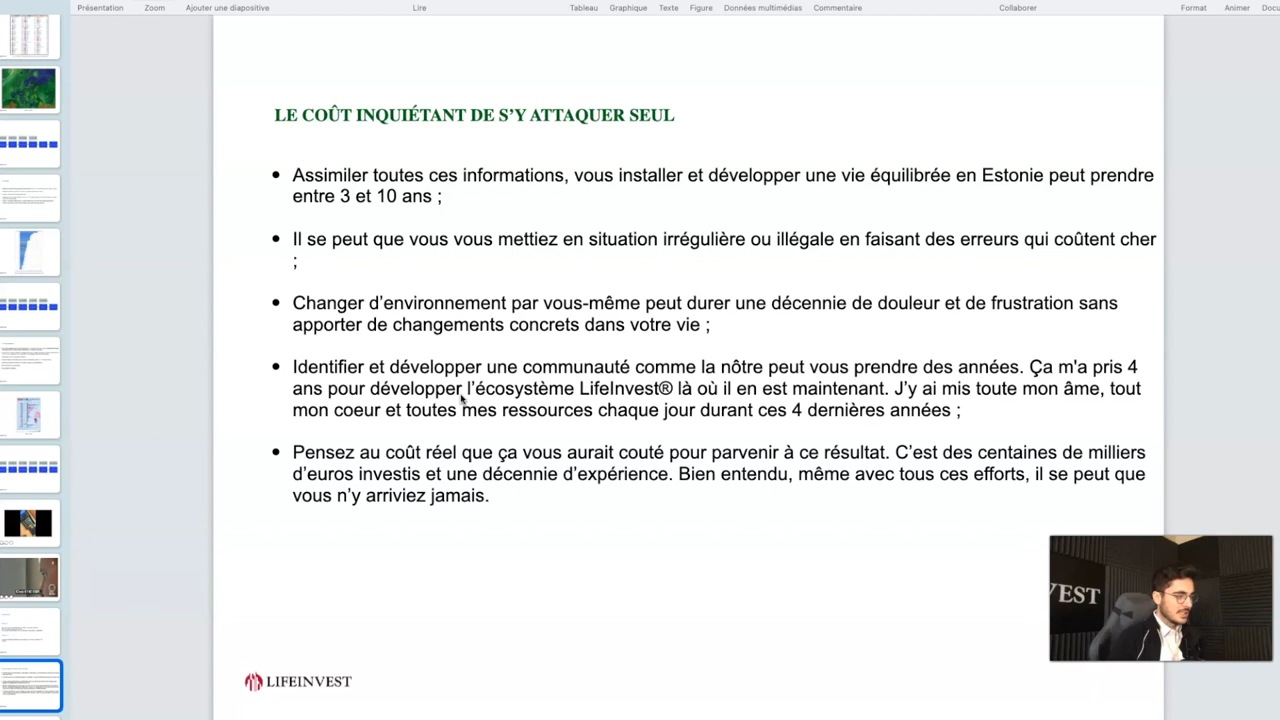 Présentation Zoom Ajouter une diapositive Lire Tableau Graphique Texte Figure Données multimédias Commentaire Collaborer Format Animer Docu
LE COÛT INQUIÉTANT DE S’Y ATTAQUER SEUL
• Assimiler toutes ces informations, vous installer et développer une vie équilibrée en Estonie peut prendre
entre 3 et 10 ans ;
• Il se peut que vous vous mettiez en situation irrégulière ou illégale en faisant des erreurs qui coûtent cher
;
• Changer d’environnement par vous-même peut durer une décennie de douleur et de frustration sans
apporter de changements concrets dans votre vie ;
• Identifier et développer une communauté comme la nôtre peut vous prendre des années. Ça m'a pris 4
ans pour développer l’écosystème LifeInvest® là où il en est maintenant. J’y ai mis toute mon âme, tout
mon coeur et toutes mes ressources chaque jour durant ces 4 dernières années ;
• Pensez au coût réel que ça vous aurait couté pour parvenir à ce résultat. C’est des centaines de milliers
d’euros investis et une décennie d’expérience. Bien entendu, même avec tous ces efforts, il se peut que
vous n’y arriviez jamais.
VEST
LIFEINVEST